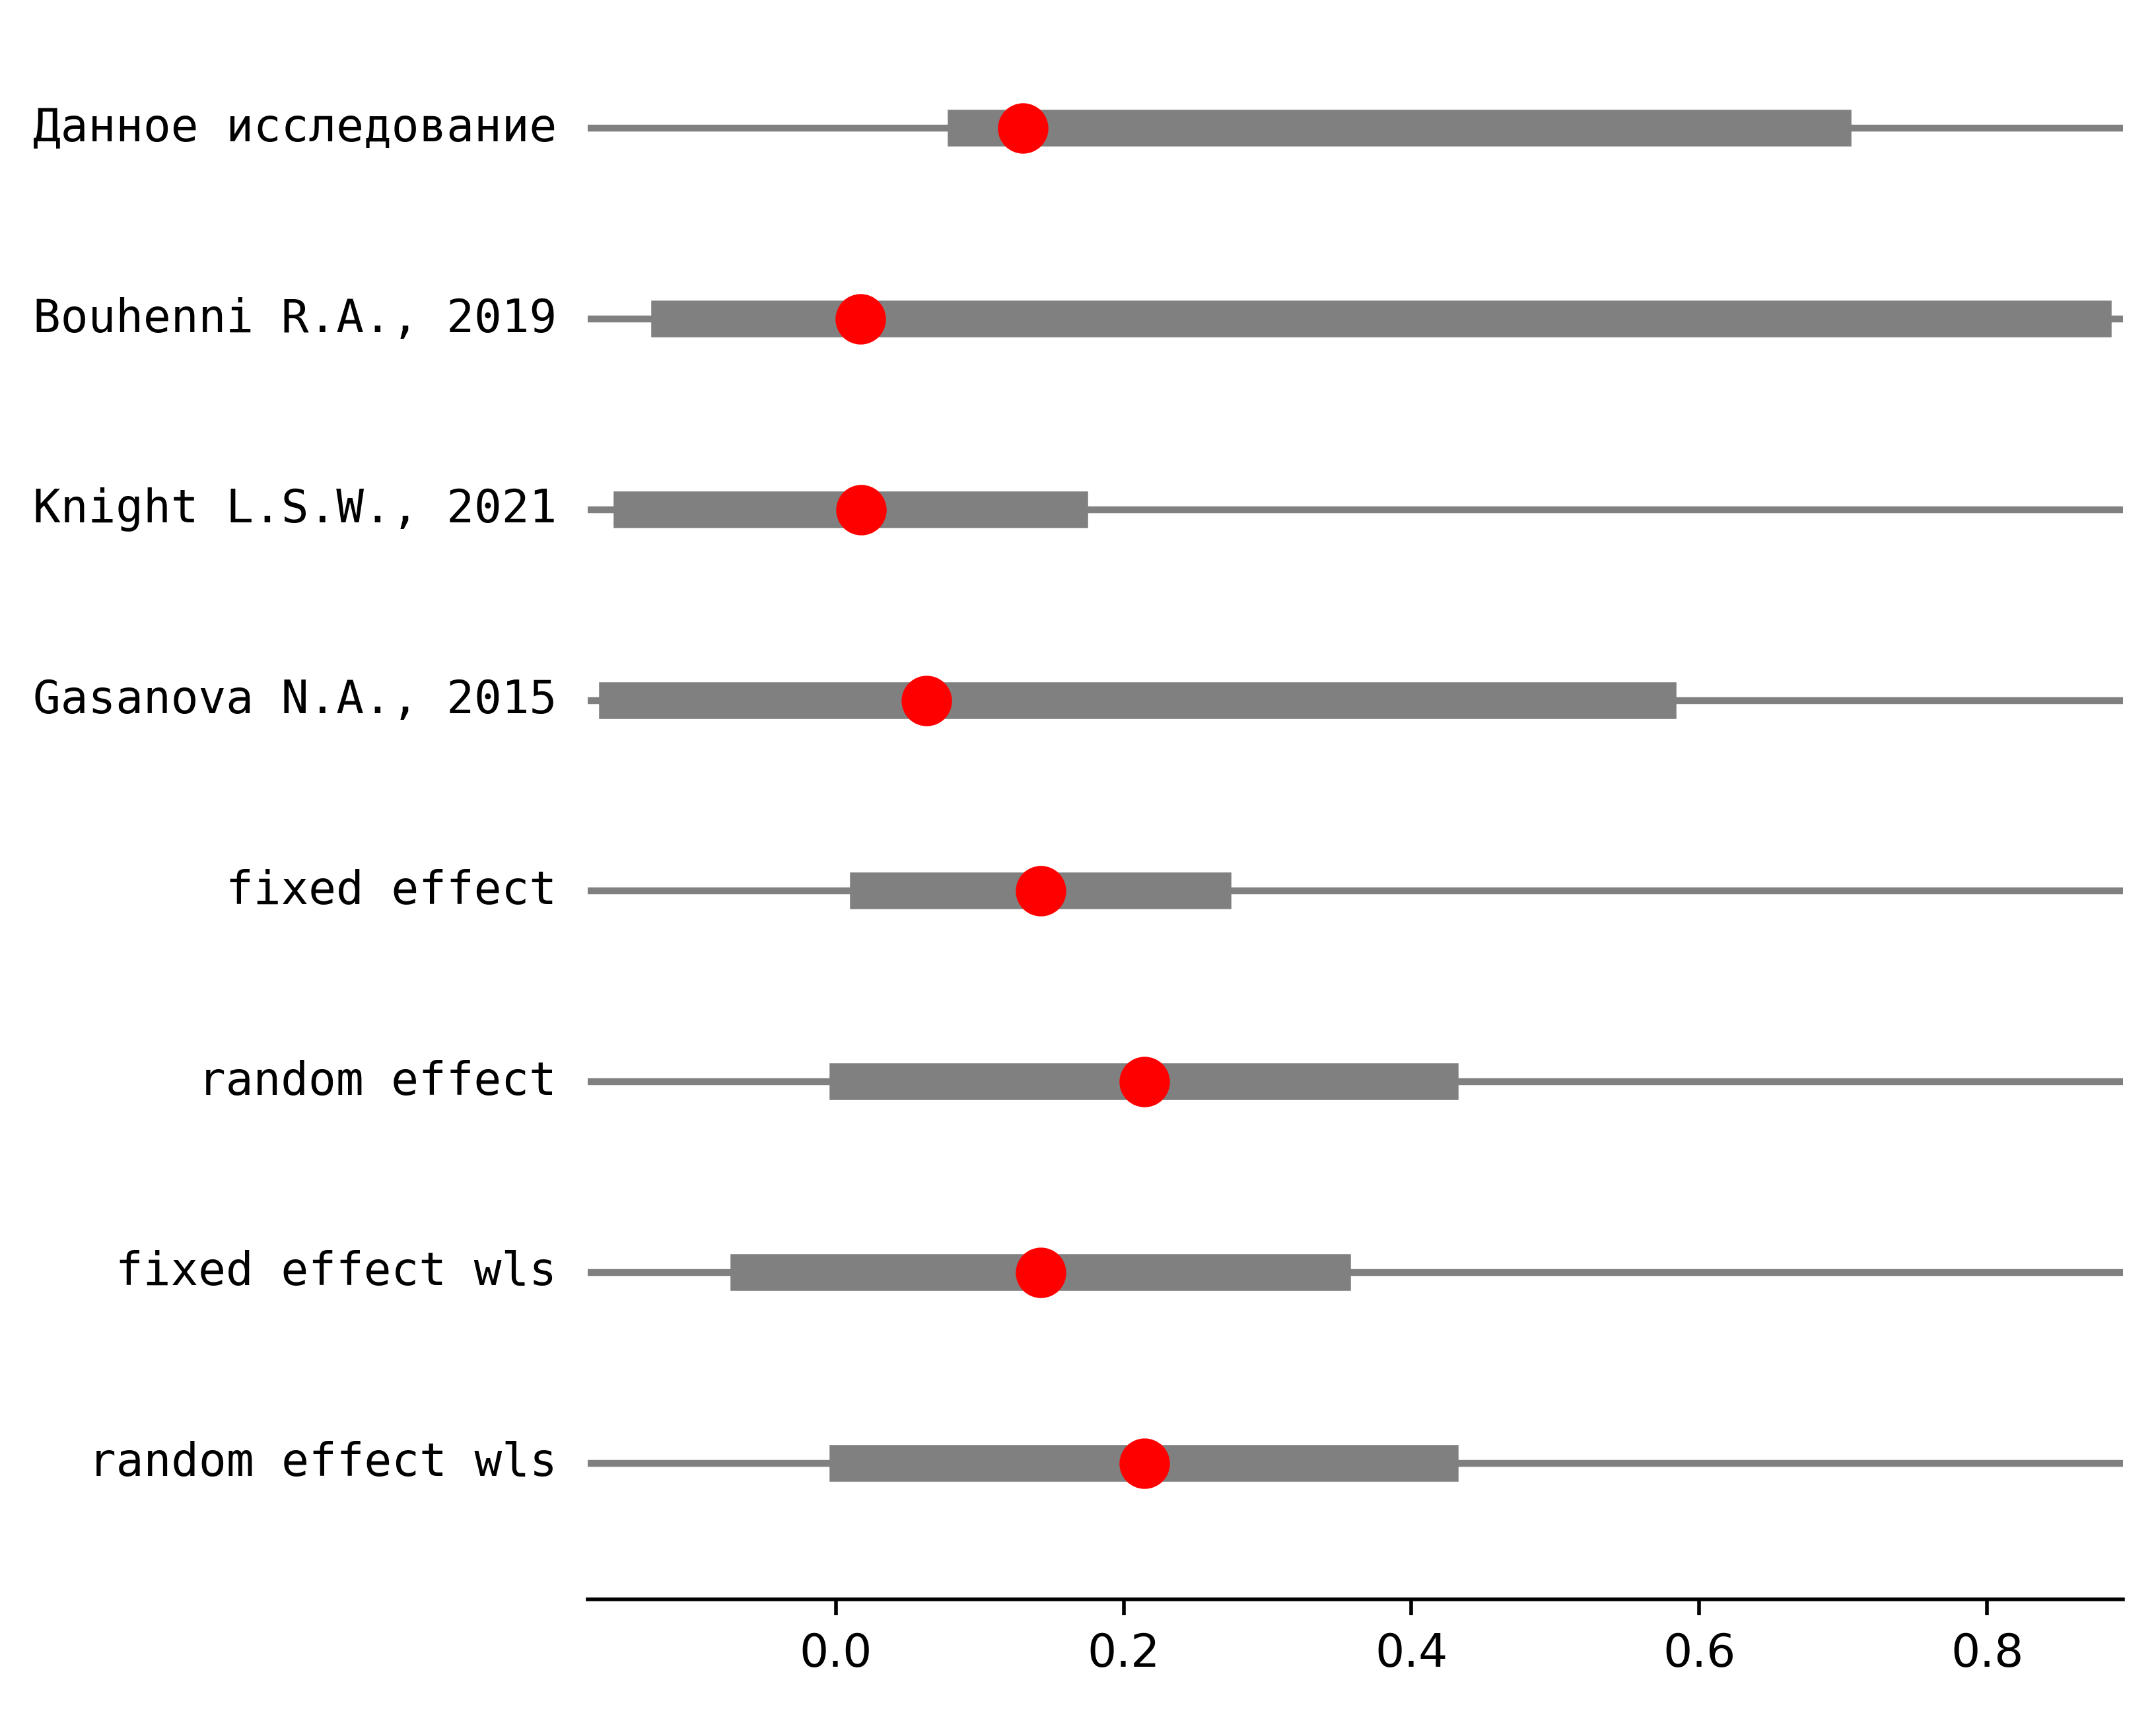 Данное исследование
Bouhenni R.A., 2019
Knight L.S.W., 2021
Gasanova N.A., 2015
fixed effect
random effect
fixed effect wls
random effect wls
0.0 0.2 0.4 0.6 0.8